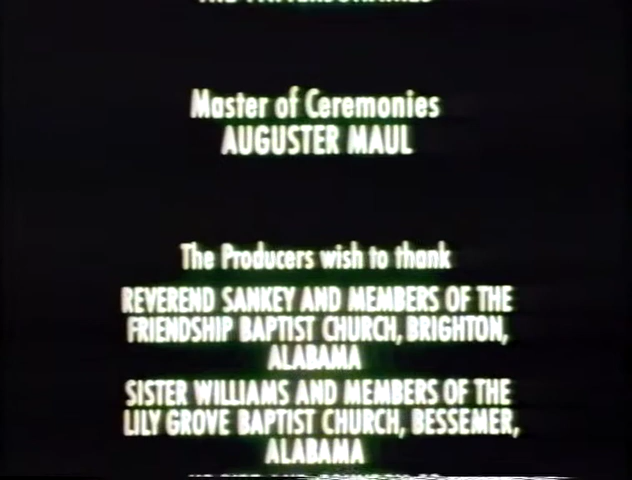 Master of Ceremonies
AUGUSTER MAUL
The Producers wish to thank
REVEREND SANKEY AND MEMBERS OF THE
FRIENDSHIP BAPTIST CHURCH, BRIGHTON,
ALABAMA
SISTER WILLIAMS AND MEMBERS OF THE
LILY GROVE BAPTIST CHURCH, BESSEMER,
ALABAMA